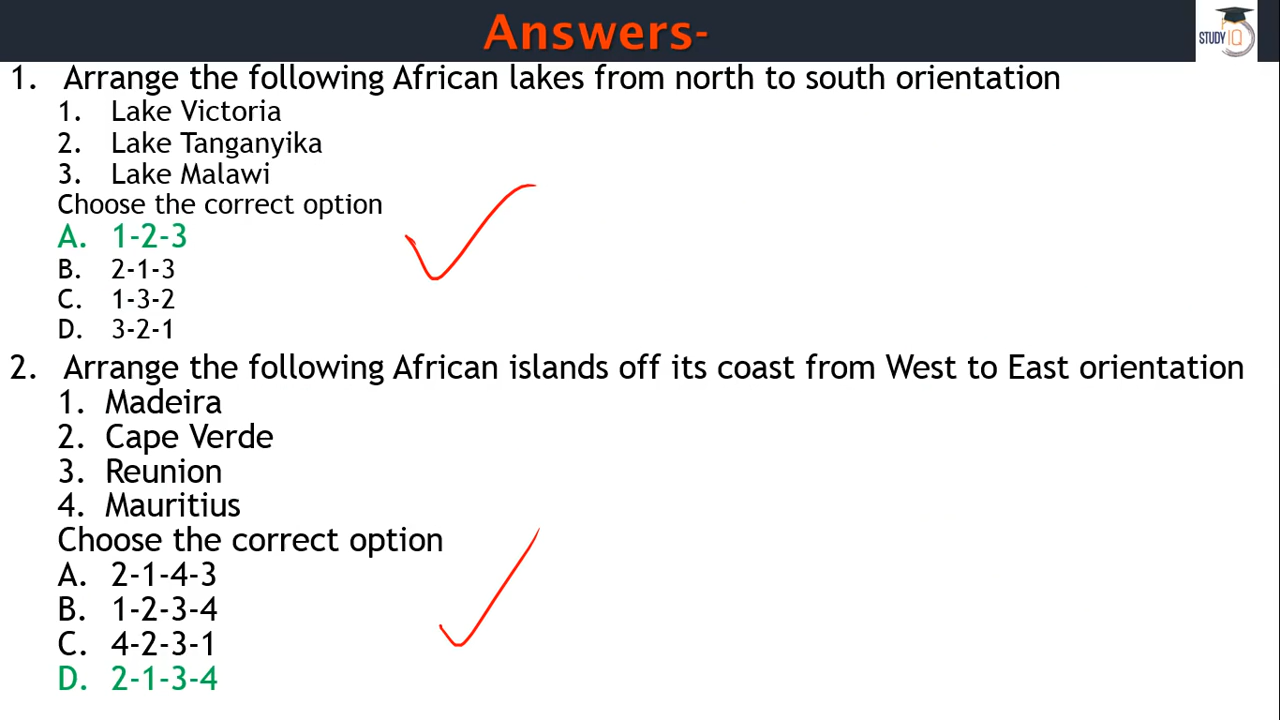 Answers-
STUDY IQ
1. Arrange the following African lakes from north to south orientation
1. Lake Victoria
2. Lake Tanganyika
3. Lake Malawi
Choose the correct option
A. 1-2-3
B. 2-1-3
C. 1-3-2
D. 3-2-1
2. Arrange the following African islands off its coast from West to East orientation
1. Madeira
2. Cape Verde
3. Reunion
4. Mauritius
Choose the correct option
A. 2-1-4-3
B. 1-2-3-4
C. 4-2-3-1
D. 2-1-3-4